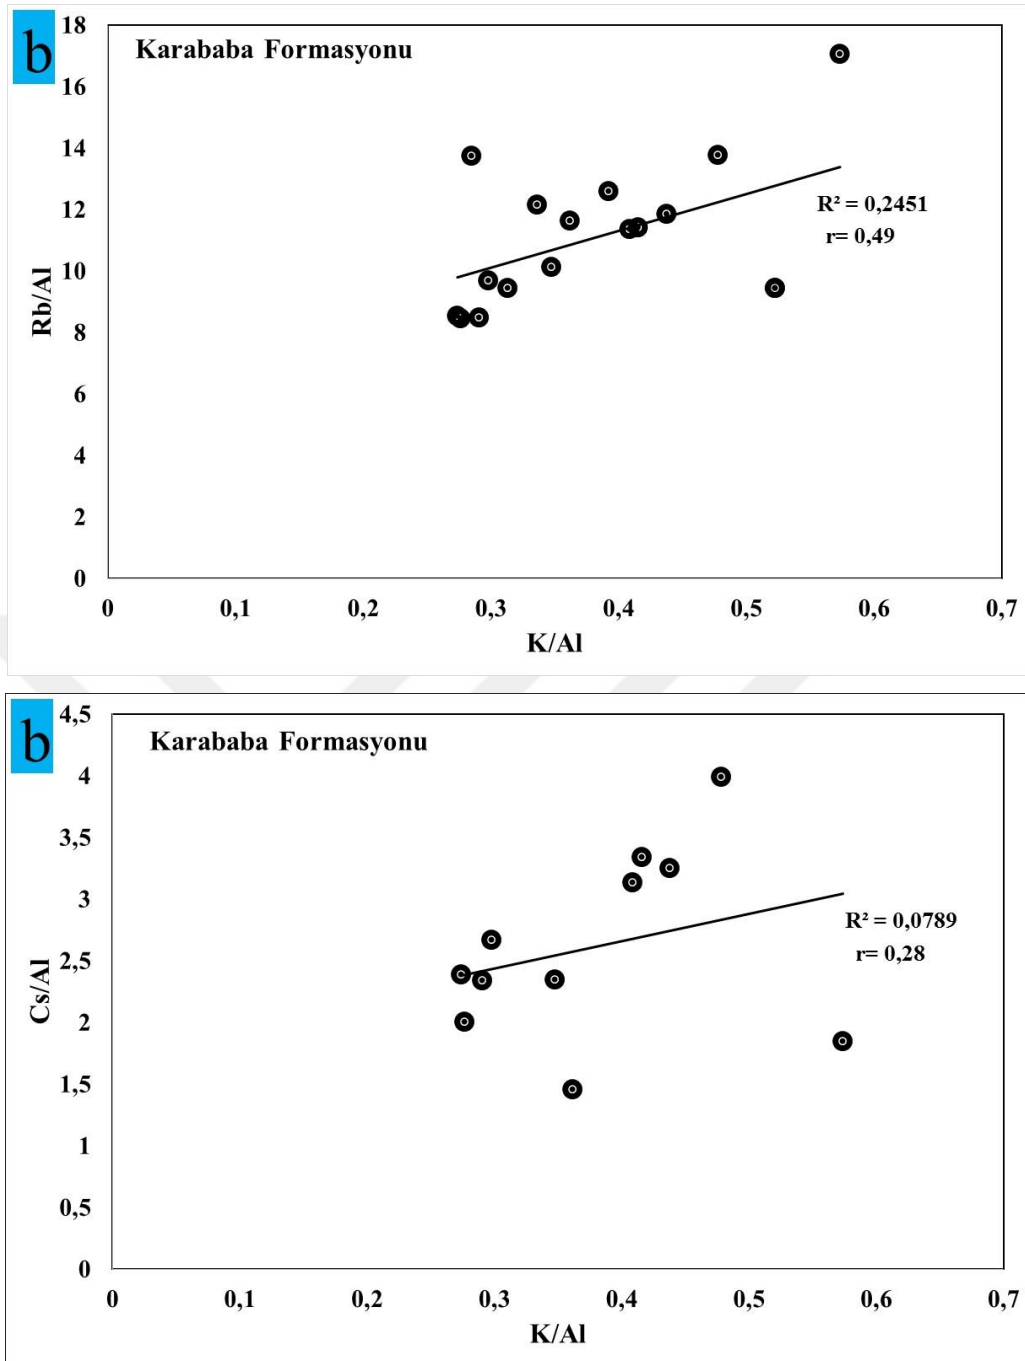 b
Karababa Formasyonu
18
16
14
12
10
8
6
4
2
0
Rb/Al
R² = 0,2451
r= 0,49
0 0,1 0,2 0,3 0,4 0,5 0,6 0,7
K/Al
b
Karababa Formasyonu
4,5
4
3,5
3
2,5
2
1,5
1
0,5
0
Cs/Al
R² = 0,0789
r= 0,28
0 0,1 0,2 0,3 0,4 0,5 0,6 0,7
K/Al